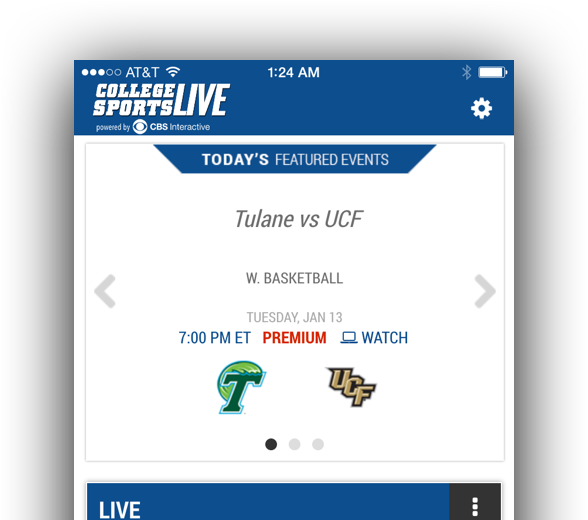 AT&T 1:24 AM
COLLEGE
SPORTS LIVE
powered by CBS Interactive
TODAY'S FEATURED EVENTS
Tulane vs UCF
W. BASKETBALL
TUESDAY, JAN 13
7:00 PM ET PREMIUM WATCH
T UCF
LIVE